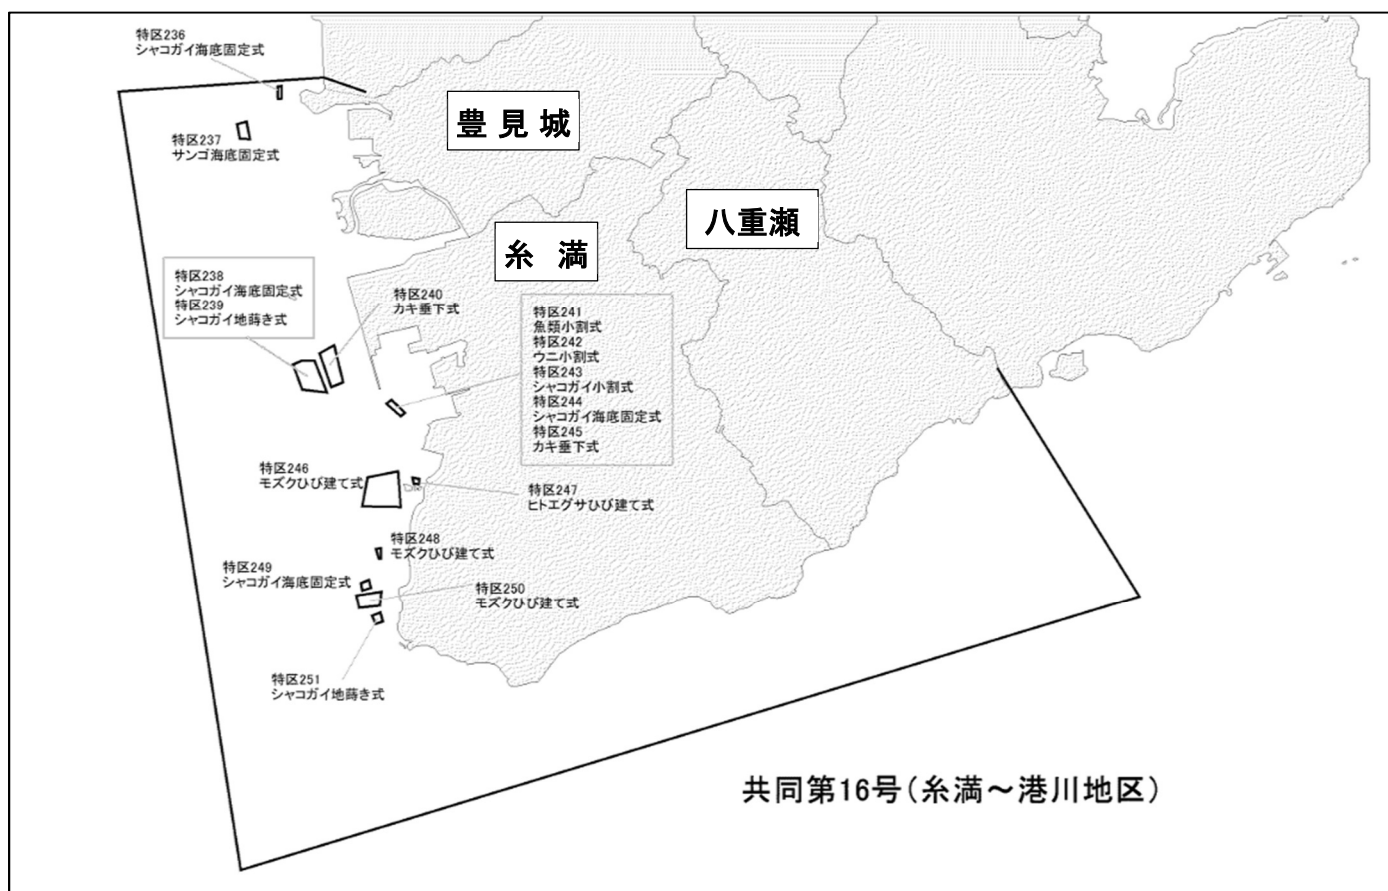 特区236
シャコガイ海底固定式
豊見城
特区237
サンゴ海底固定式
八重瀬
糸 満
特区238
シャコガイ海底固定式
特区239
シャコガイ地蒔き式
特区240
カキ垂下式
特区241
魚類小割式
特区242
ウニ小割式
特区243
シャコガイ小割式
特区244
シャコガイ海底固定式
特区245
カキ垂下式
特区246
モズクひび建て式
特区247
ヒトエグサひび建て式
特区248
モズクひび建て式
特区249
シャコガイ海底固定式
特区250
モズクひび建て式
特区251
シャコガイ地蒔き式
共同第16号(糸満～港川地区)